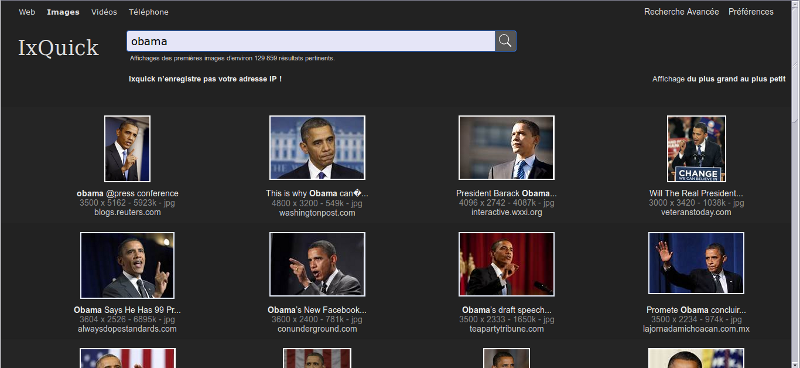 Web Images Vidéos Téléphone
Recherche Avancée Préférences
IxQuick
obama
Affichages des premières images d'environ 129 659 résultats pertinents.
Ixquick n'enregistre pas votre adresse IP !
Affichage du plus grand au plus petit
obama @press conference
3500 x 5162 - 5923k - jpg
blogs.reuters.com
This is why Obama can�...
4800 x 3200 - 549k - jpg
washingtonpost.com
President Barack Obama...
4096 x 2742 - 4087k - jpg
interactive.wxxi.org
CHANGE
WE CAN BELIEVE IN
Will The Real President...
3000 x 3420 - 1038k - jpg
veteranstoday.com
Obama Says He Has 99 Pr...
3604 x 2526 - 6895k - jpg
alwaysdopestandards.com
Obama's New Facebook...
3600 x 2400 - 781k - jpg
conunderground.com
Obama's draft speech...
3500 x 2333 - 1650k - jpg
teapartytribune.com
Promete Obama concluir...
3500 x 2234 - 974k - jpg
lajornadamichoacan.com.mx